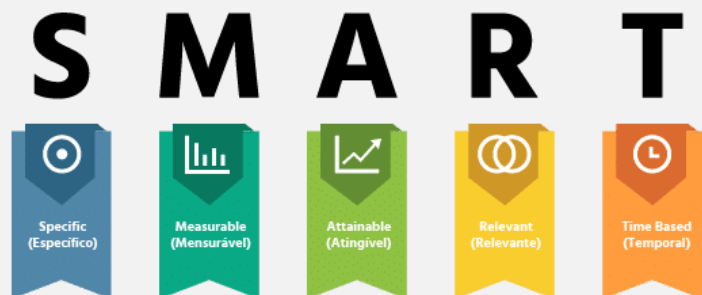 S M A R T
Specific
(Específico)
Measurable
(Mensurável)
Attainable
(Atingível)
Relevant
(Relevante)
Time Based
(Temporal)